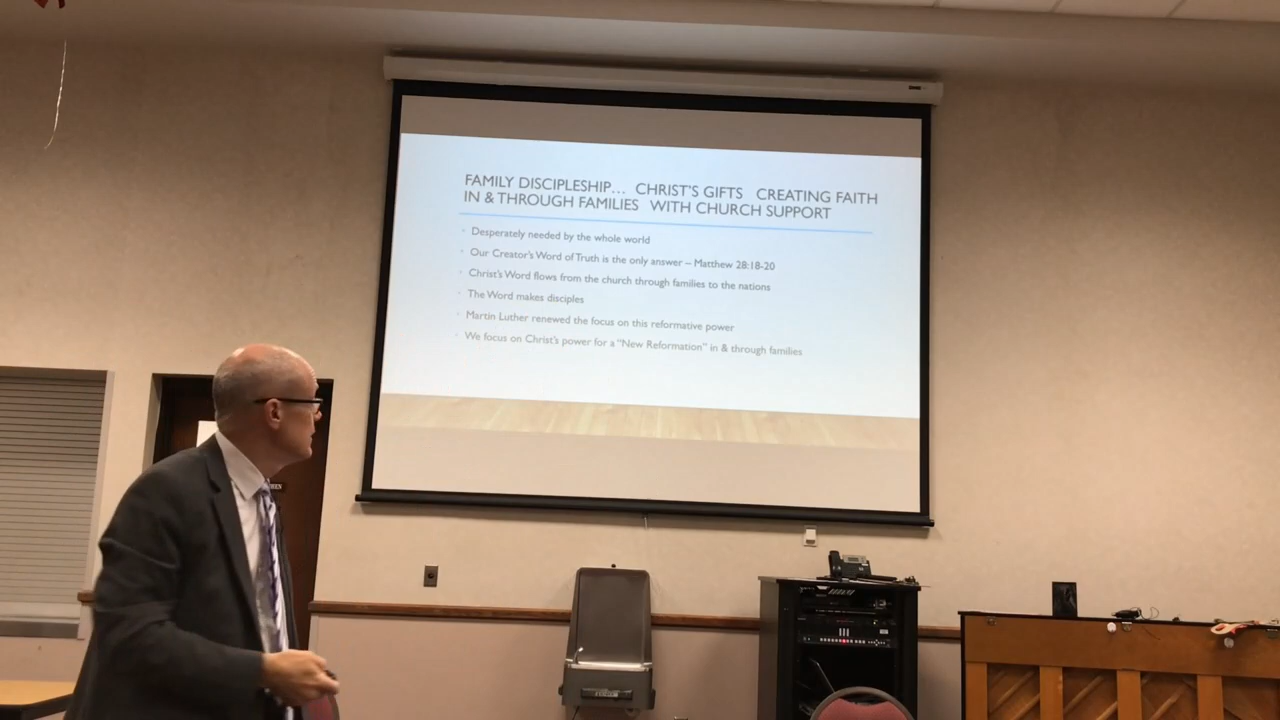 FAMILY DISCIPLESHIP... CHRIST'S GIFTS CREATING FAITH
IN & THROUGH FAMILIES WITH CHURCH SUPPORT
Desperately needed by the whole world
Our Creator's Word of Truth is the only answer – Matthew 28:18-20
Christ's Word flows from the church through families to the nations
The Word makes disciples
Martin Luther renewed the focus on this reformative power
We focus on Christ's power for a "New Reformation" in & through families